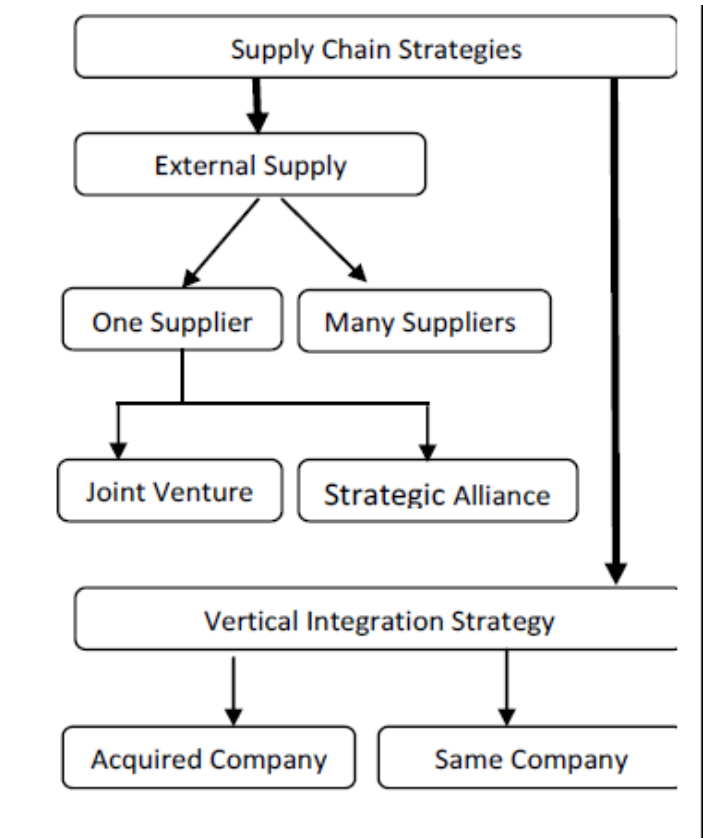 Supply Chain Strategies
External Supply
One Supplier
Many Suppliers
Joint Venture
Strategic Alliance
Vertical Integration Strategy
Acquired Company
Same Company